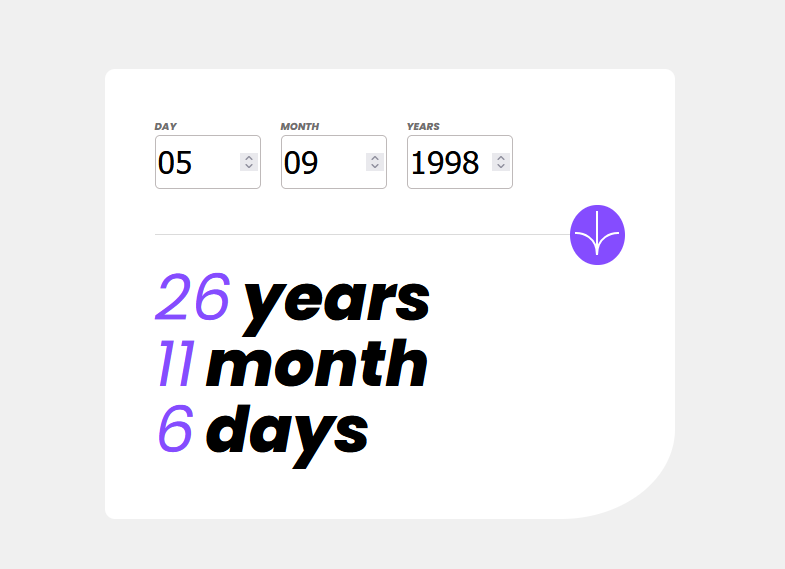 DAY MONTH YEARS
05 09 1998
26 years
11 month
6 days